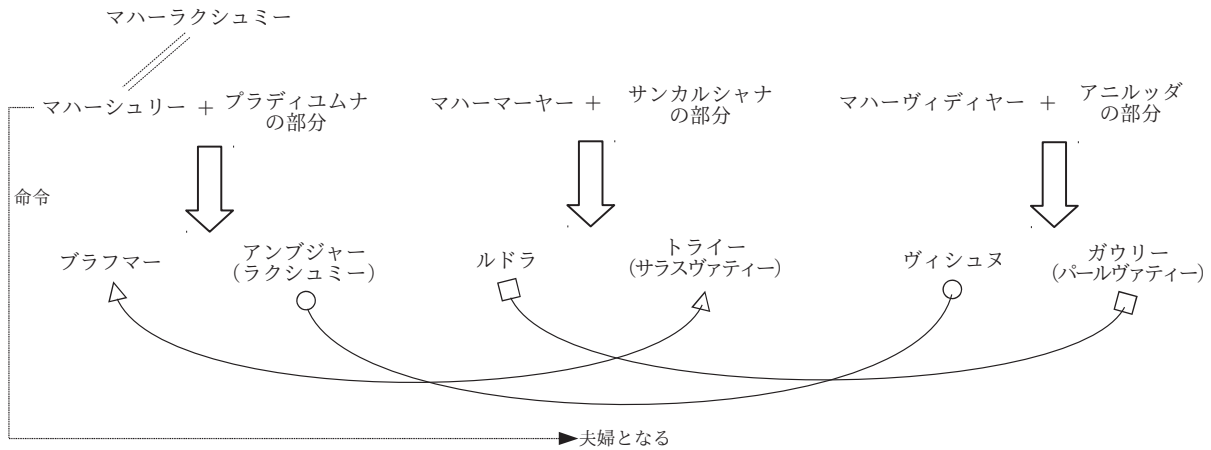 マハーラクシュミー
マハーシュリー + プラディユムナ
の部分
マハーマーヤー + サンカルシャナ
の部分
マハーヴィディヤー + アニルッダ
の部分
命令
ブラフマー
アンブジャー
(ラクシュミー)
ルドラ
トライー
(サラスヴァティー)
ヴィシュヌ
ガウリー
(パールヴァティー)
夫婦となる